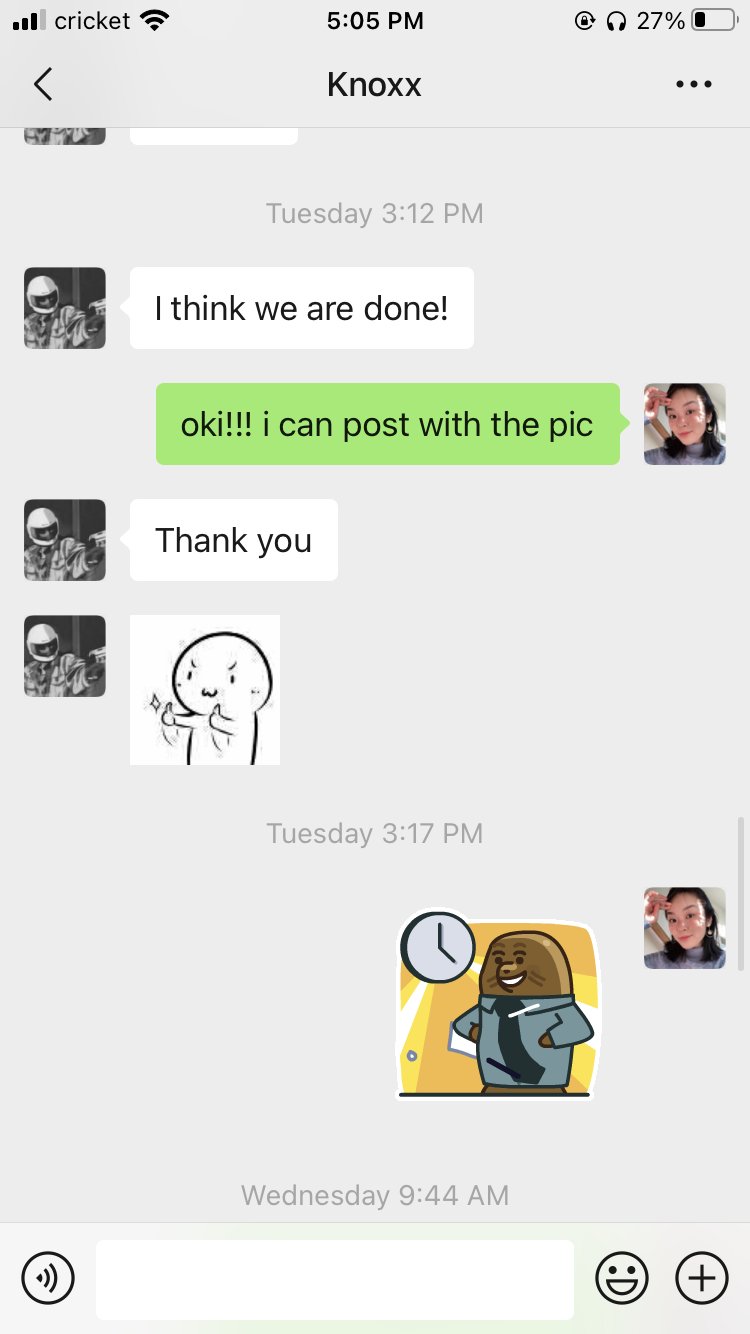 cricket 5:05 PM 27%
Knoxx
Tuesday 3:12 PM
I think we are done!
oki!!! i can post with the pic
Thank you
Tuesday 3:17 PM
Wednesday 9:44 AM